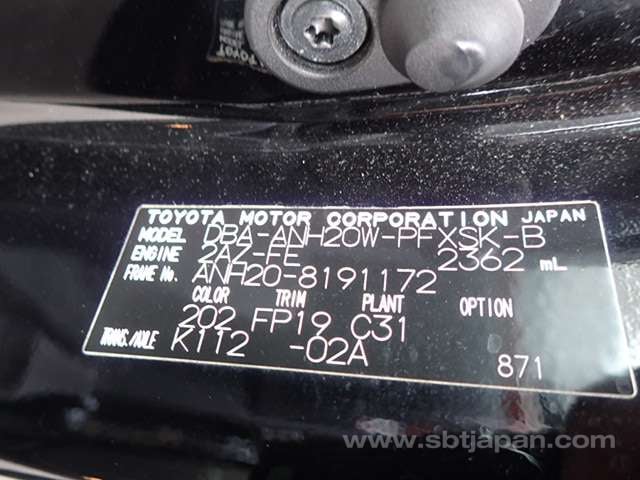 TOYOTA
TOYOTA MOTOR CORPORATION JAPAN
MODEL DBA-ANH20W-PFXSK-B
ENGINE 2AZ-FE 2362 mL
FRAME No. ANH20-8191172
COLOR TRIM PLANT OPTION
202 FP19 C31
TRANS./AXLE K112 -02A 871
www.sbtjapan.com